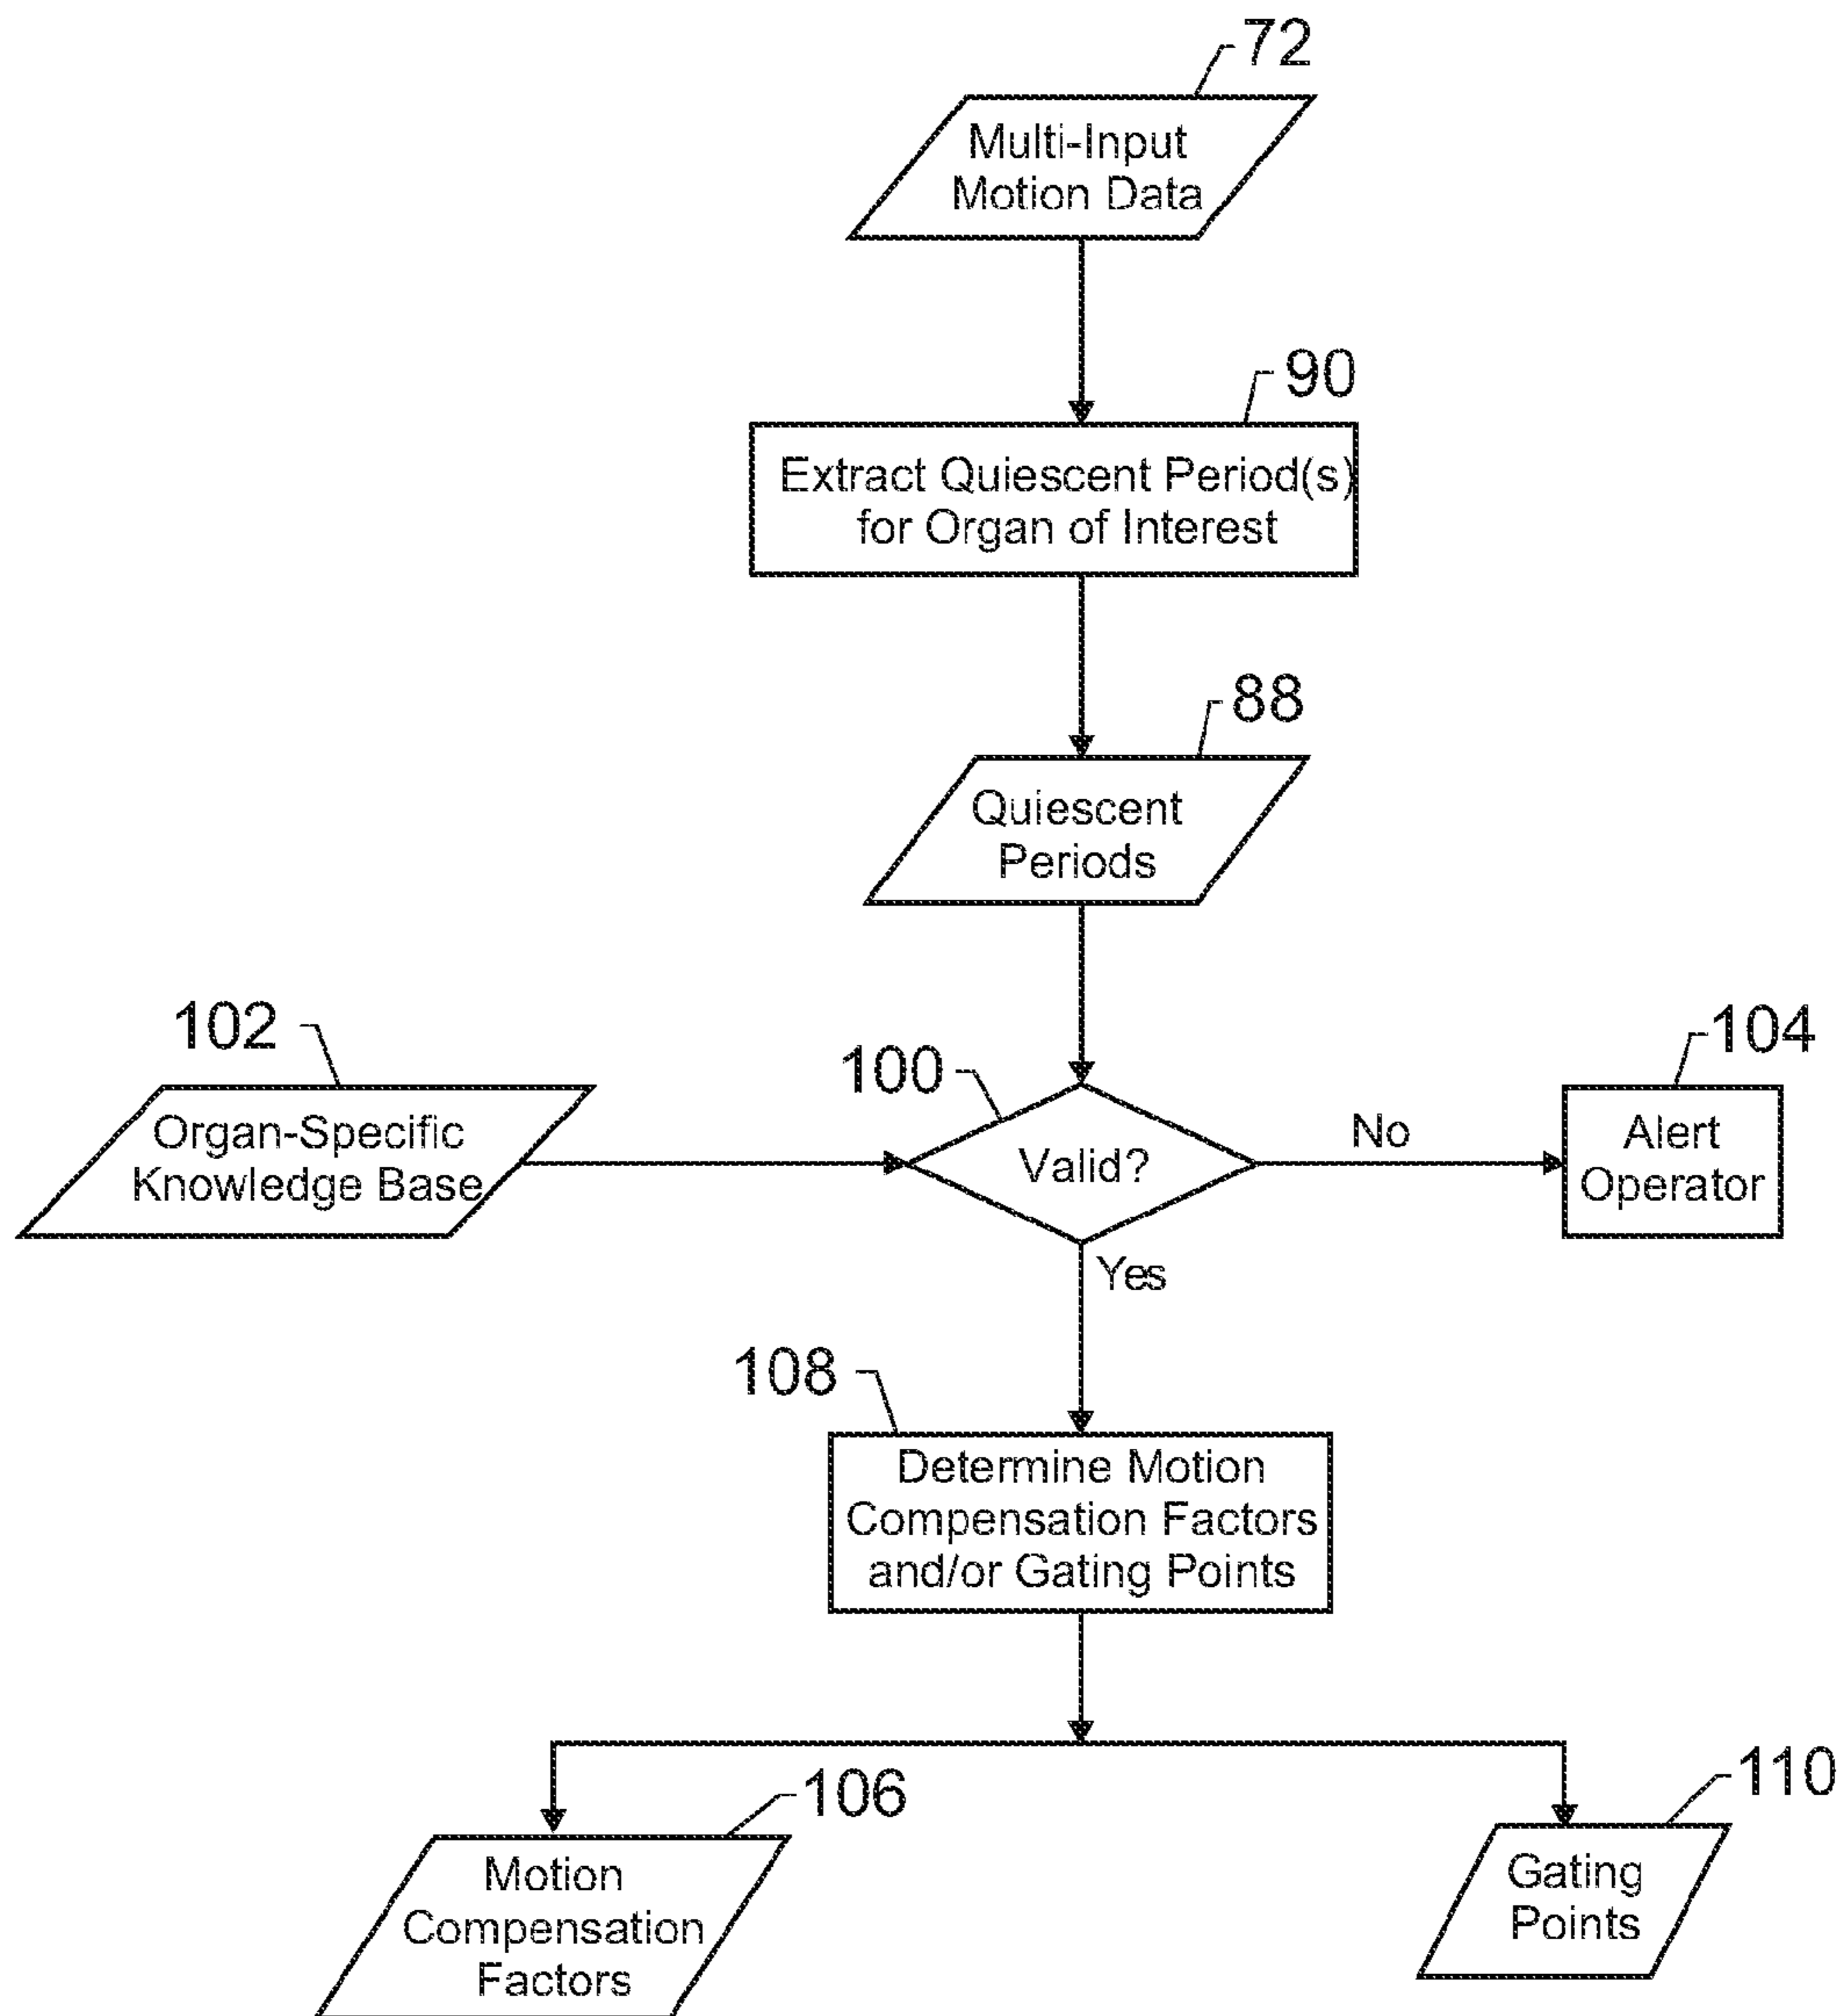 72
Multi-Input
Motion Data
90
Extract Quiescent Period(s)
for Organ of Interest
88
Quiescent
Periods
102
Organ-Specific
Knowledge Base
100
Valid?
No
104
Alert
Operator
Yes
108
Determine Motion
Compensation Factors
and/or Gating Points
106
Motion
Compensation
Factors
110
Gating
Points